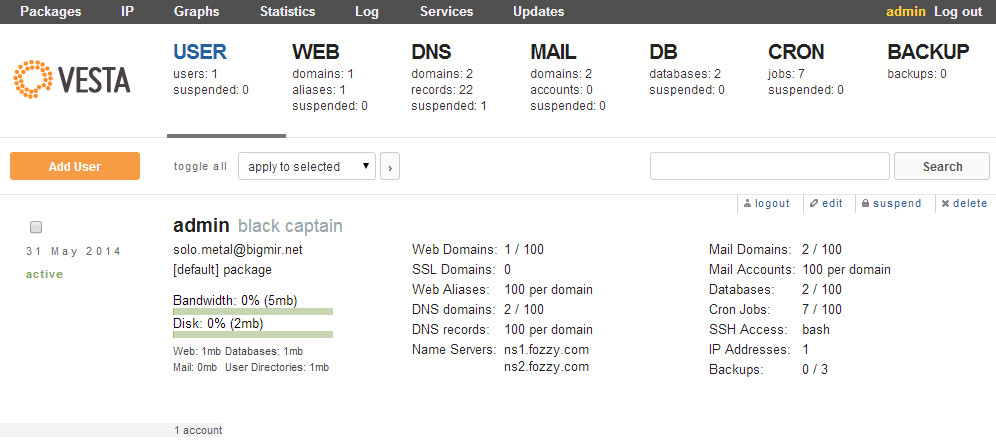 Packages IP Graphs Statistics Log Services Updates admin Log out
VESTA
USER
users: 1
suspended: 0
WEB
domains: 1
aliases: 1
suspended: 0
DNS
domains: 2
records: 22
suspended: 1
MAIL
domains: 2
accounts: 0
suspended: 0
DB
databases: 2
suspended: 0
CRON
jobs: 7
suspended: 0
BACKUP
backups: 0
Add User
toggle all
apply to selected
›
Search
logout edit suspend delete
31 May 2014
active
admin black captain
solo.metal@bigmir.net
[default] package
Bandwidth: 0% (5mb)
Disk: 0% (2mb)
Web: 1mb Databases: 1mb
Mail: 0mb User Directories: 1mb
Web Domains: 1 / 100
SSL Domains: 0
Web Aliases: 100 per domain
DNS domains: 2 / 100
DNS records: 100 per domain
Name Servers: ns1.fozzy.com
ns2.fozzy.com
Mail Domains: 2 / 100
Mail Accounts: 100 per domain
Databases: 2 / 100
Cron Jobs: 7 / 100
SSH Access: bash
IP Addresses: 1
Backups: 0 / 3
1 account